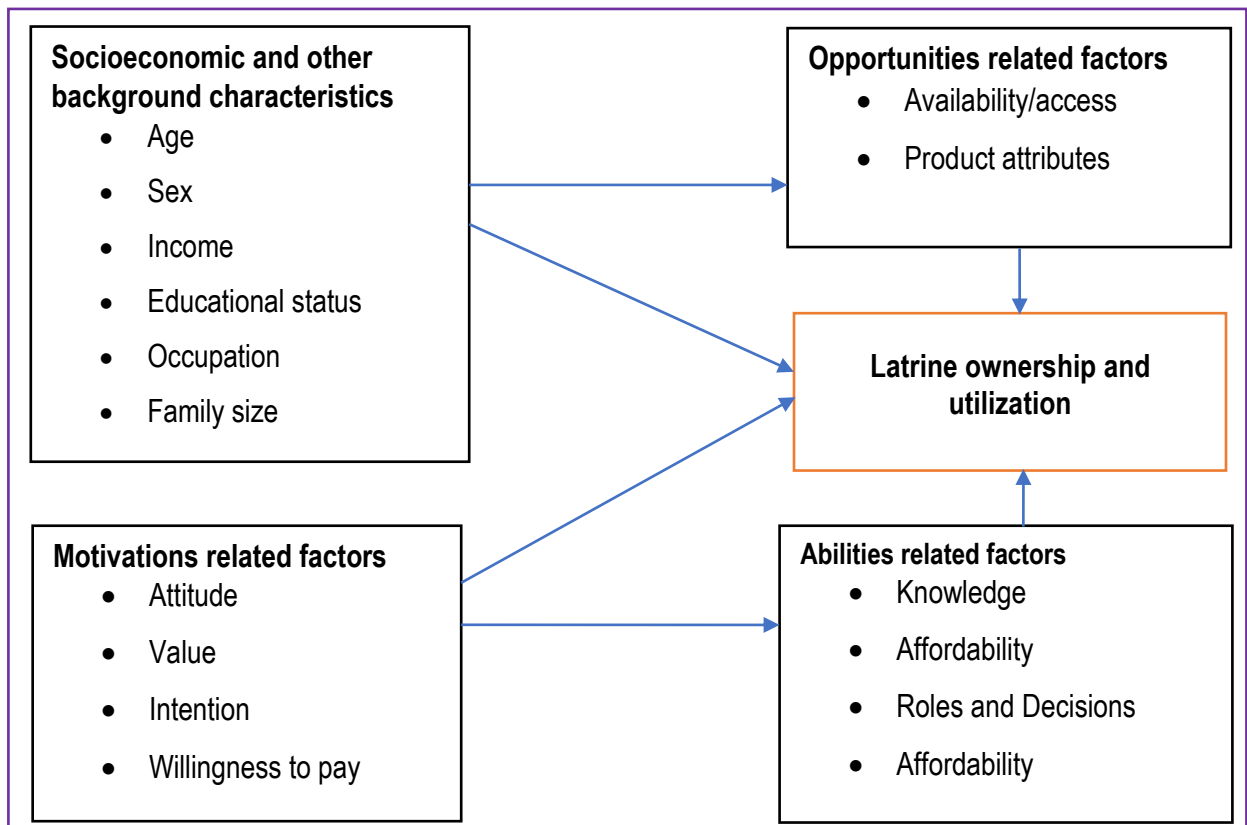 Socioeconomic and other
background characteristics
• Age
• Sex
• Income
• Educational status
• Occupation
• Family size
Opportunities related factors
• Availability/access
• Product attributes
Latrine ownership and
utilization
Motivations related factors
• Attitude
• Value
• Intention
• Willingness to pay
Abilities related factors
• Knowledge
• Affordability
• Roles and Decisions
• Affordability